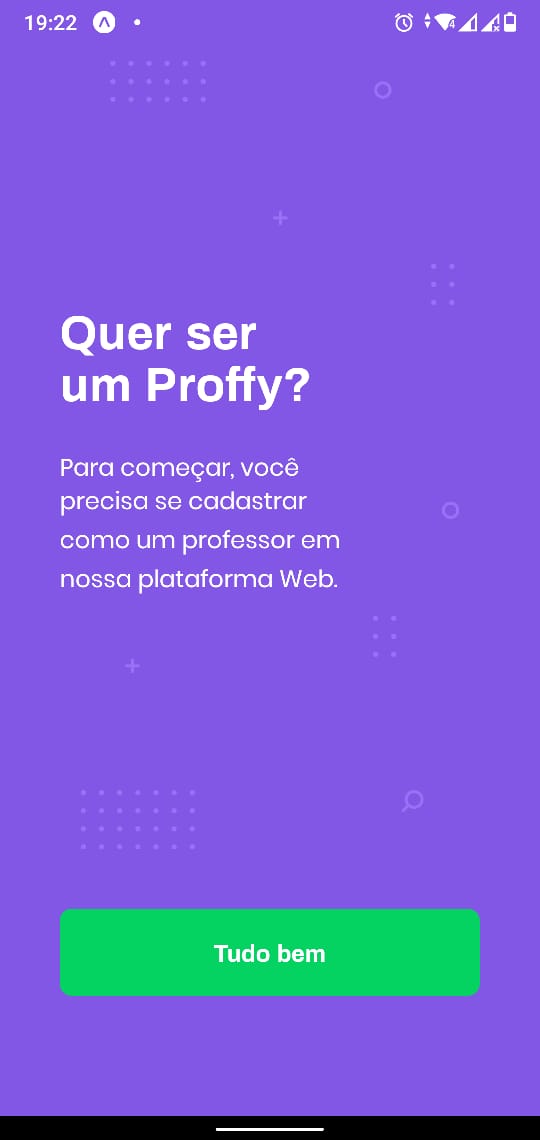 19:22
Quer ser
um Proffy?
Para começar, você
precisa se cadastrar
como um professor em
nossa plataforma Web.
Tudo bem